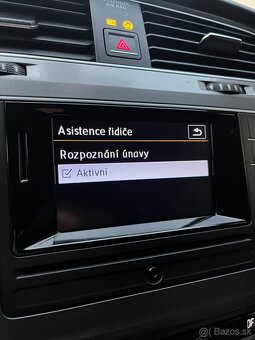 PASSENGER
AIR BAG
Asistence řidiče
Rozpoznání únavy
Aktivní
© Bazos.sk